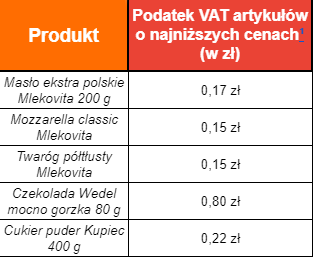 Produkt
Podatek VAT artykułów
o najniższych cenach1
(w zł)
Masło ekstra polskie
Mlekovita 200 g
0,17 zł
Mozzarella classic
Mlekovita
0,15 zł
Twaróg półtłusty
Mlekovita
0,15 zł
Czekolada Wedel
mocno gorzka 80 g
0,80 zł
Cukier puder Kupiec
400 g
0,22 zł